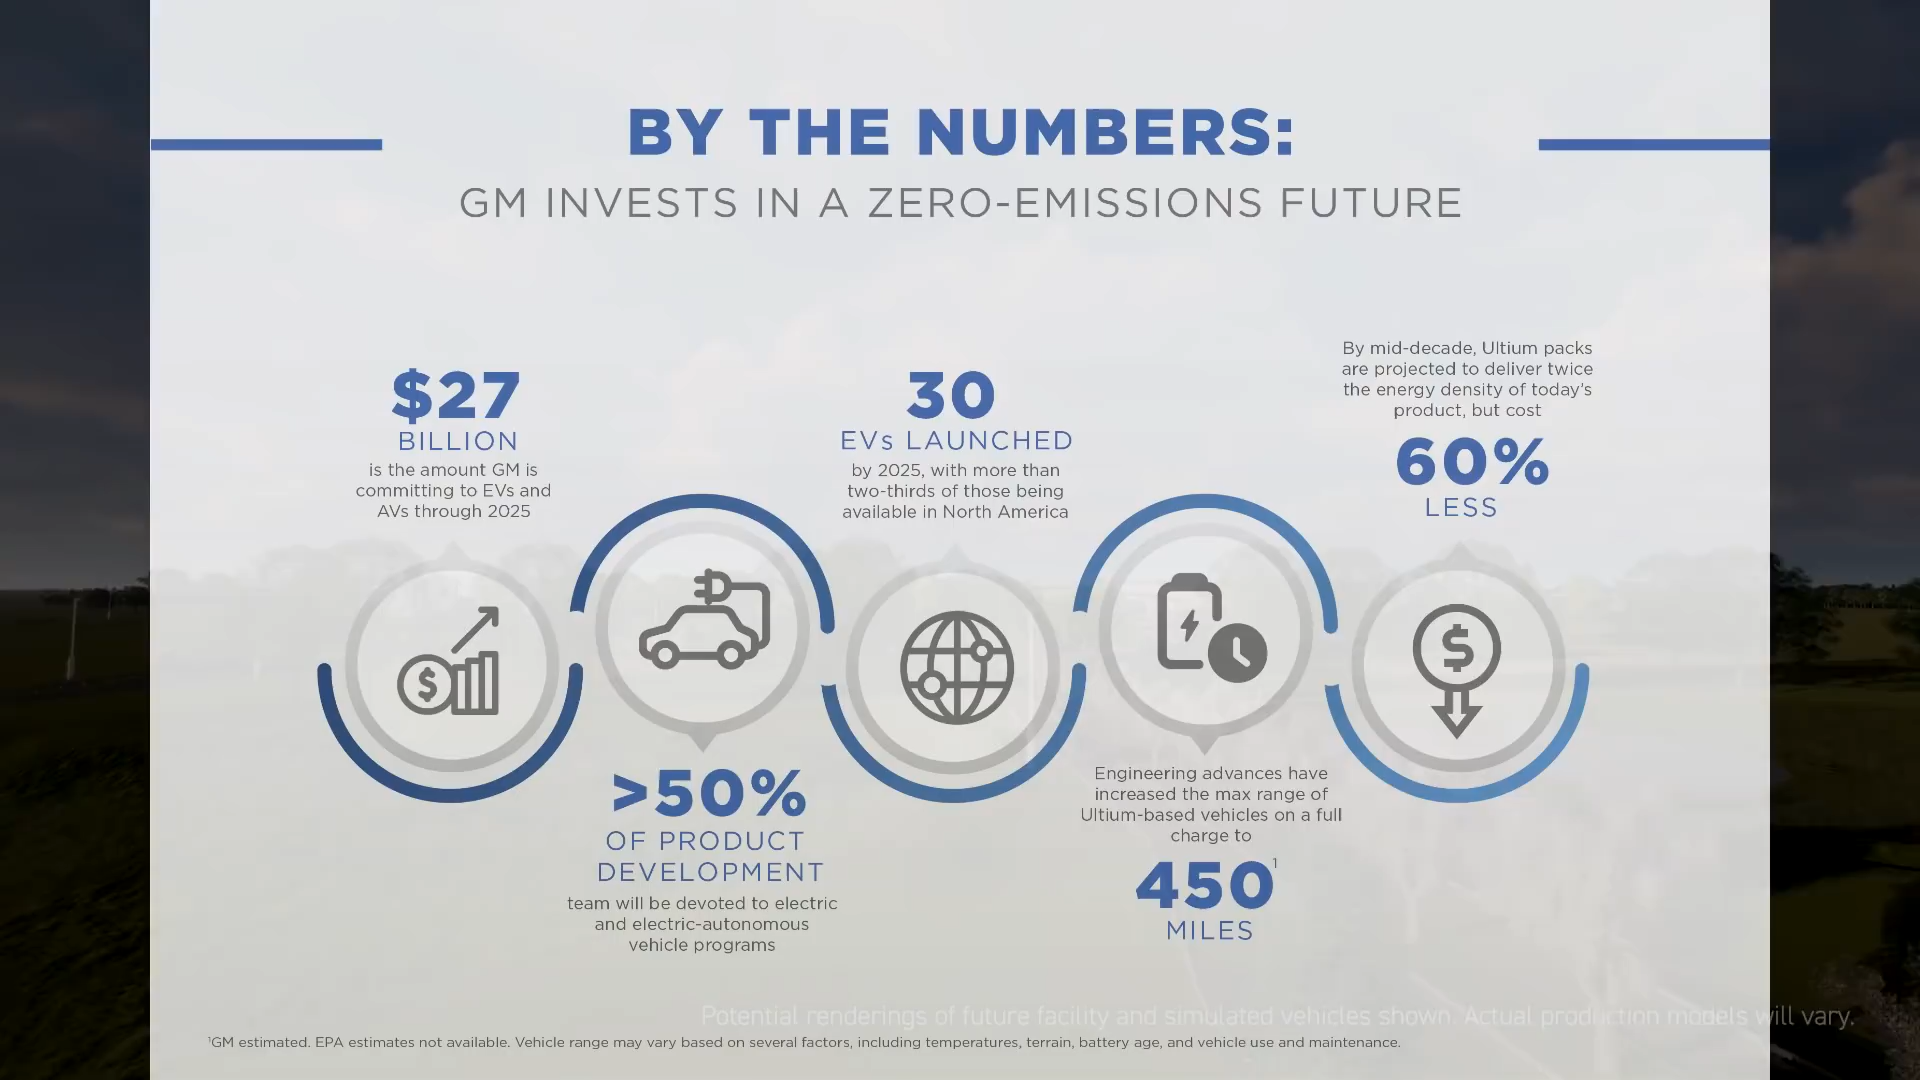 BY THE NUMBERS:
GM INVESTS IN A ZERO-EMISSIONS FUTURE
$27
BILLION
is the amount GM is
committing to EVs and
AVs through 2025
>50%
OF PRODUCT
DEVELOPMENT
team will be devoted to electric
and electric-autonomous
vehicle programs
30
EVs LAUNCHED
by 2025, with more than
two-thirds of those being
available in North America
Engineering advances have
increased the max range of
Ultium-based vehicles on a full
charge to
450¹
MILES
By mid-decade, Ultium packs
are projected to deliver twice
the energy density of today's
product, but cost
60%
LESS
Potential renderings of future facility and simulated vehicles shown. Actual production models will vary.
¹GM estimated. EPA estimates not available. Vehicle range may vary based on several factors, including temperatures, terrain, battery age, and vehicle use and maintenance.